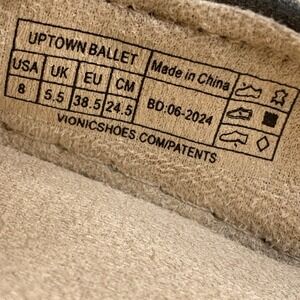 UPTOWN BALLET
Made in China
USA UK EU CM
8 5.5 38.5 24.5
BD:06-2024
VIONICSHOES.COM/PATENTS